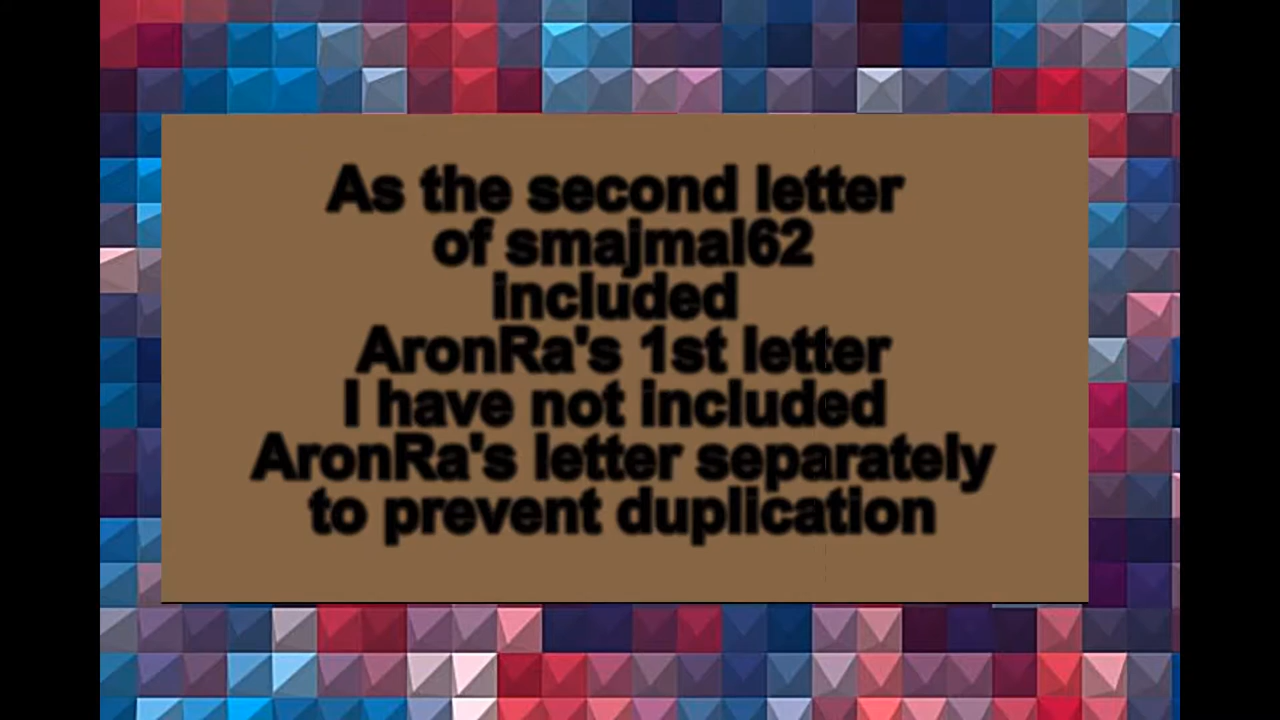 As the second letter
of smajmal62
included
AronRa's 1st letter
I have not included
AronRa's letter separately
to prevent duplication